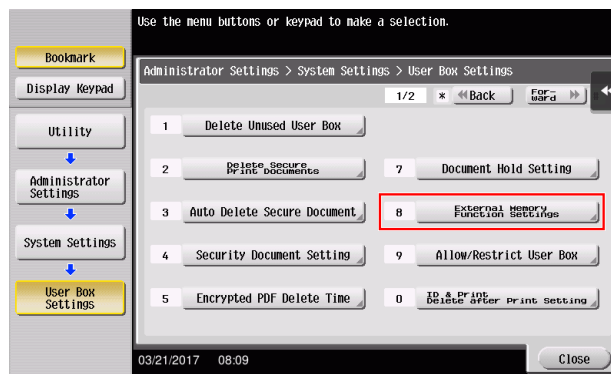 Use the menu buttons or keypad to make a selection.
Bookmark
Display Keypad
Utility
Administrator
Settings
System Settings
User Box
Settings
Administrator Settings > System Settings > User Box Settings
1/2 * Back For-
ward
1 Delete Unused User Box
2 Delete Secure
Print Documents
3 Auto Delete Secure Document
4 Security Document Setting
5 Encrypted PDF Delete Time
7 Document Hold Setting
8 External Memory
Function Settings
9 Allow/Restrict User Box
0 ID & Print
Delete after Print Setting
03/21/2017 08:09
Close